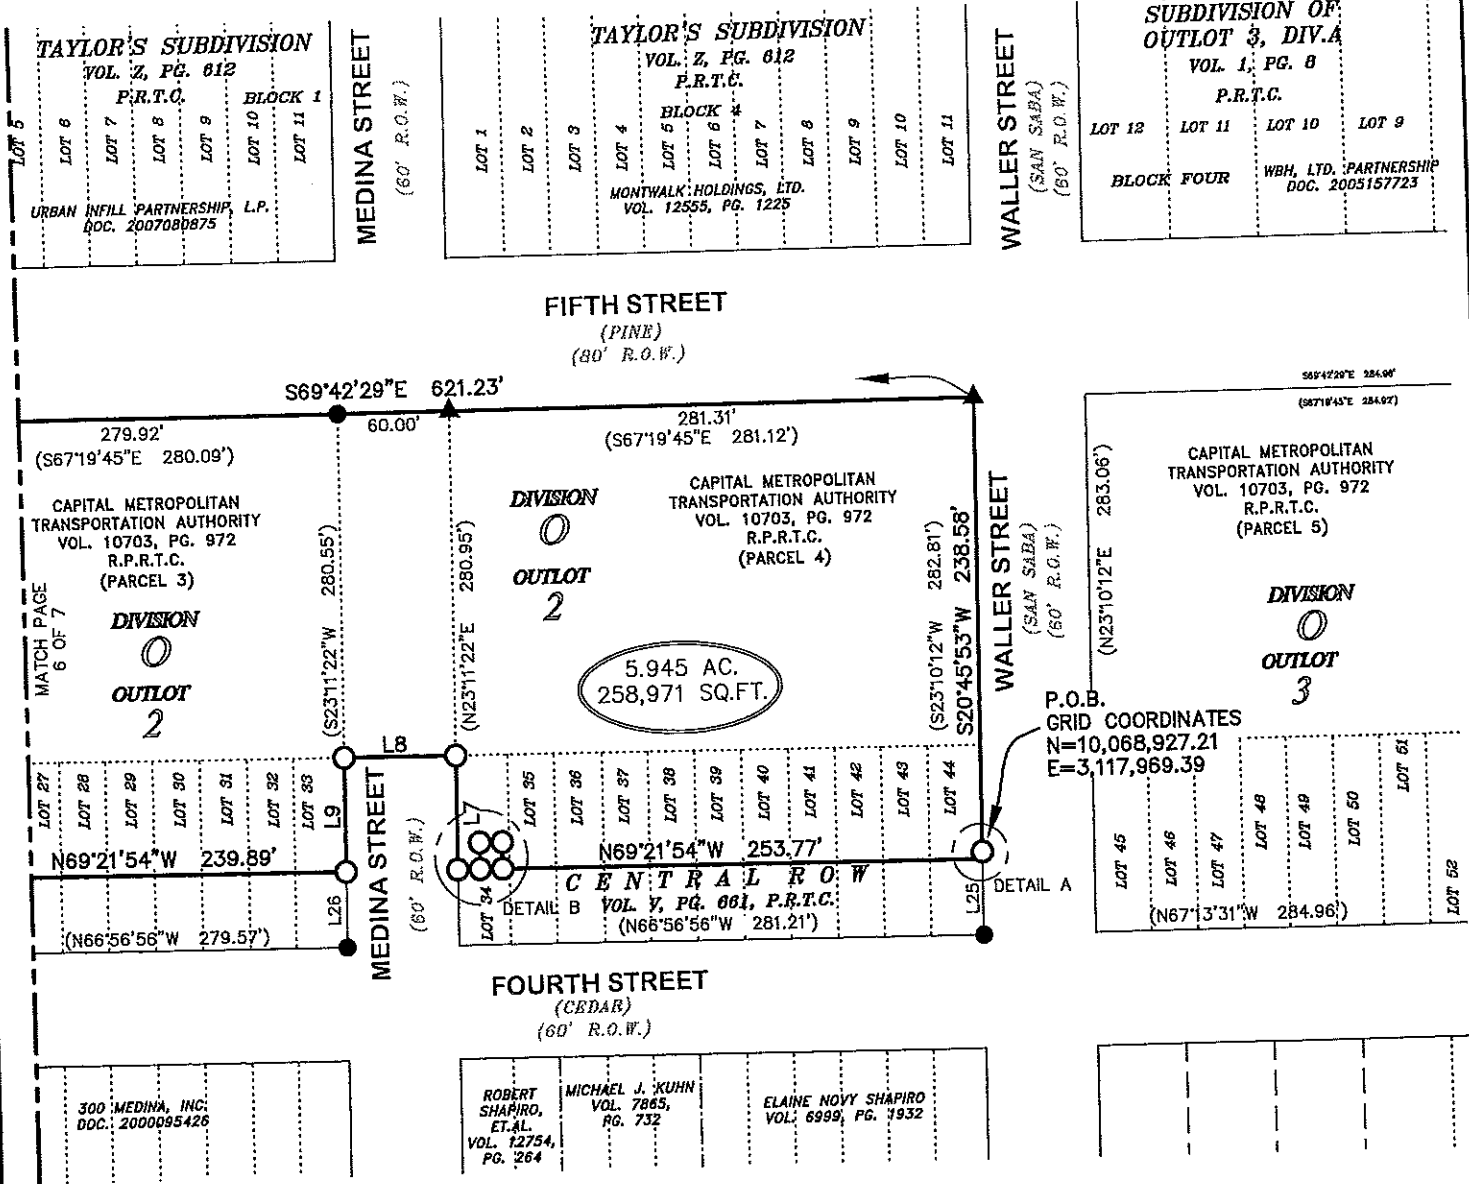 TAYLOR'S SUBDIVISION
VOL. Z, PG. 612
P.R.T.C.
BLOCK 1
LOT 5
LOT 6
LOT 7
LOT 8
LOT 9
LOT 10
LOT 11
URBAN INFILL PARTNERSHIP, L.P.
DOC. 2007080875
MEDINA STREET
(60' R.O.W.)
TAYLOR'S SUBDIVISION
VOL. Z, PG. 612
P.R.T.C.
BLOCK 4
LOT 1
LOT 2
LOT 3
LOT 4
LOT 5
LOT 6
LOT 7
LOT 8
LOT 9
LOT 10
LOT 11
MONTWALK HOLDINGS, LTD.
VOL. 12555, PG. 1225
WALLER STREET
(SAN SABA)
(60' R.O.W.)
SUBDIVISION OF
OUTLOT 3, DIV.A
VOL. 1, PG. 8
P.R.T.C.
LOT 12
LOT 11
LOT 10
LOT 9
BLOCK FOUR
WBH, LTD. PARTNERSHIP
DOC. 2005157723
FIFTH STREET
(PINE)
(80' R.O.W.)
S69°42'29"E 621.23'
279.92'
(S67°19'45"E 280.09')
60.00'
281.31'
(S67°19'45"E 281.12')
S69°42'29"E 284.96'
(S67°19'45"E 284.92')
CAPITAL METROPOLITAN
TRANSPORTATION AUTHORITY
VOL. 10703, PG. 972
R.P.R.T.C.
(PARCEL 3)
DIVISION
O
OUTLOT
2
MATCH PAGE
6 OF 7
(S23°11'22"W 280.55')
(N23°11'22"E 280.95')
DIVISION
O
OUTLOT
2
CAPITAL METROPOLITAN
TRANSPORTATION AUTHORITY
VOL. 10703, PG. 972
R.P.R.T.C.
(PARCEL 4)
5.945 AC.
258,971 SQ.FT.
(S23°10'12"W 282.81')
S20°45'53"W 238.58'
WALLER STREET
(SAN SABA)
(60' R.O.W.)
(N23°10'12"E 283.06')
CAPITAL METROPOLITAN
TRANSPORTATION AUTHORITY
VOL. 10703, PG. 972
R.P.R.T.C.
(PARCEL 5)
DIVISION
O
OUTLOT
3
P.O.B.
GRID COORDINATES
N=10,068,927.21
E=3,117,969.39
LOT 27
LOT 28
LOT 29
LOT 30
LOT 31
LOT 32
LOT 33
L9
L8
L7
N69°21'54"W 239.89'
(N66°56'56"W 279.57')
L26
MEDINA STREET
(60' R.O.W.)
LOT 34
LOT 35
LOT 36
LOT 37
LOT 38
LOT 39
LOT 40
LOT 41
LOT 42
LOT 43
LOT 44
N69°21'54"W 253.77'
CENTRAL ROW
DETAIL B
VOL. V, PG. 661, P.R.T.C.
(N66°56'56"W 281.21')
L25
DETAIL A
LOT 45
LOT 46
LOT 47
LOT 48
LOT 49
LOT 50
LOT 51
LOT 52
(N67°13'31"W 284.96')
FOURTH STREET
(CEDAR)
(60' R.O.W.)
300 MEDINA, INC.
DOC. 2000095426
ROBERT
SHAPIRO,
ET.AL.
VOL. 12754,
PG. 264
MICHAEL J. KUHN
VOL. 7865,
PG. 732
ELAINE NOVY SHAPIRO
VOL. 6999, PG. 1932